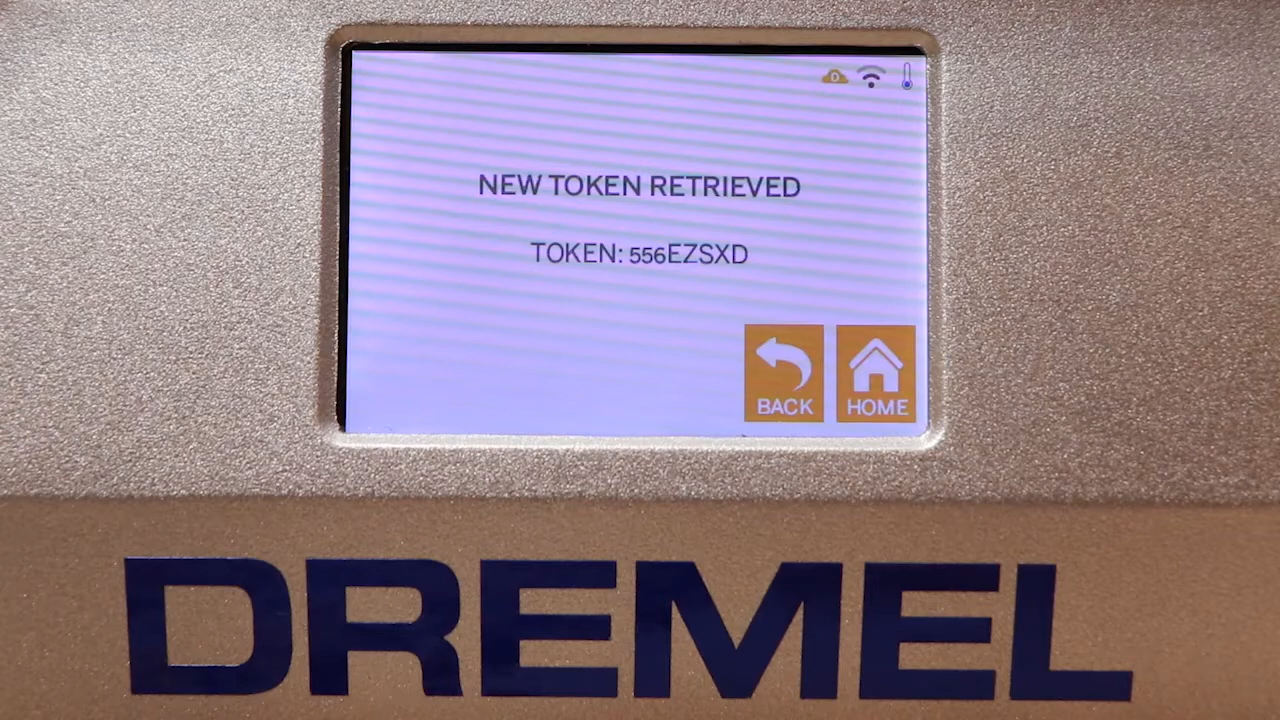 D
NEW TOKEN RETRIEVED
TOKEN: 556EZSXD
BACK
HOME
DREMEL